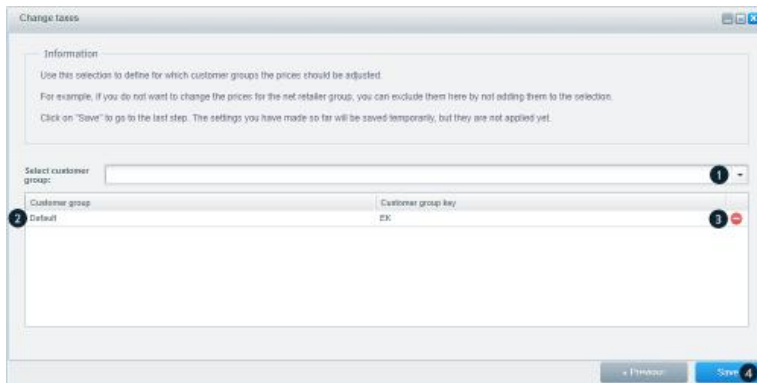 Change taxes
Information
Use this selection to define for which customer groups the prices should be adjusted.
For example, if you do not want to change the prices for the net retailer group, you can exclude them here by not adding them to the selection.
Click on "Save" to go to the last step. The settings you have made so far will be saved temporarily, but they are not applied yet.
Select customer
group:
1
Customer group Customer group key
2 Default EK 3
« Previous Save 4